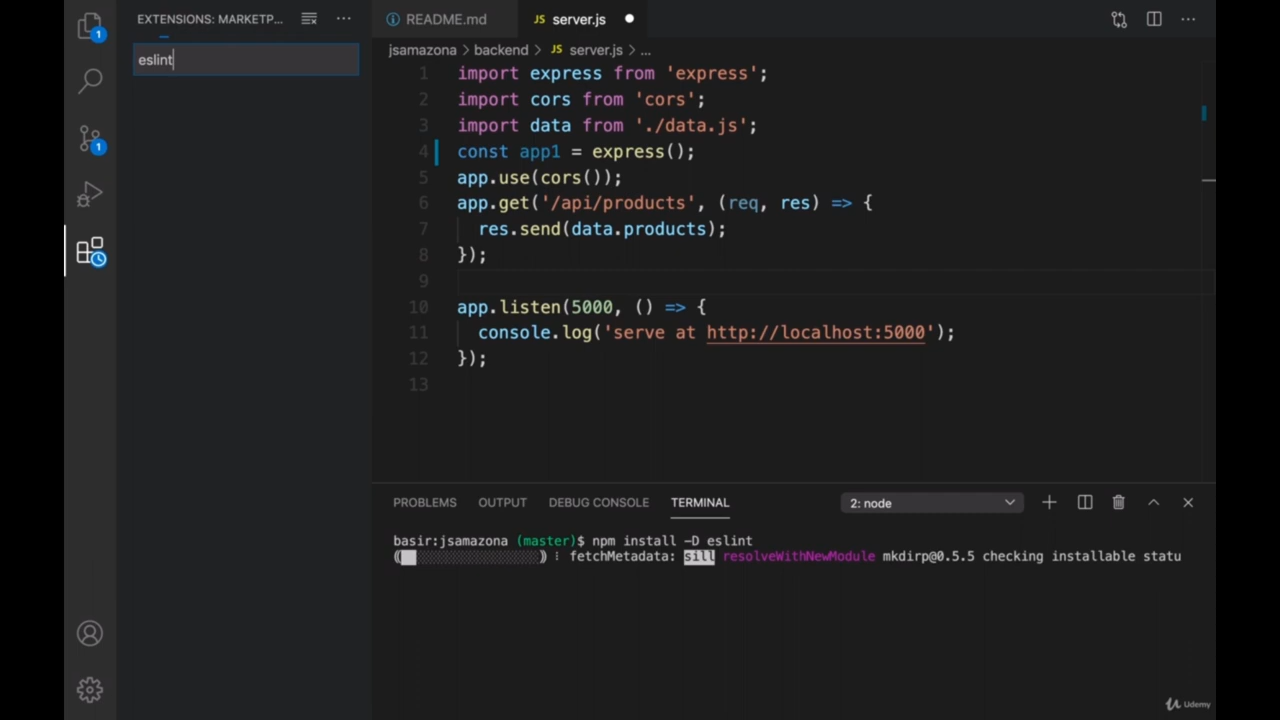 EXTENSIONS: MARKETP...
eslint
1
1
README.md
JS server.js
jsamazona > backend > JS server.js > ...
1 import express from 'express';
2 import cors from 'cors';
3 import data from './data.js';
4 const app1 = express();
5 app.use(cors());
6 app.get('/api/products', (req, res) => {
7 res.send(data.products);
8 });
9
10 app.listen(5000, () => {
11 console.log('serve at http://localhost:5000');
12 });
13
PROBLEMS OUTPUT DEBUG CONSOLE TERMINAL 2: node
basir:jsamazona (master)$ npm install -D eslint
fetchMetadata: sill resolveWithNewModule mkdirp@0.5.5 checking installable statu
Udemy